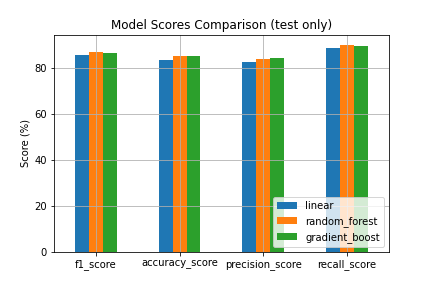 Model Scores Comparison (test only)
Score (%)
80
60
40
20
0
f1_score
accuracy_score
precision_score
recall_score
linear
random_forest
gradient_boost